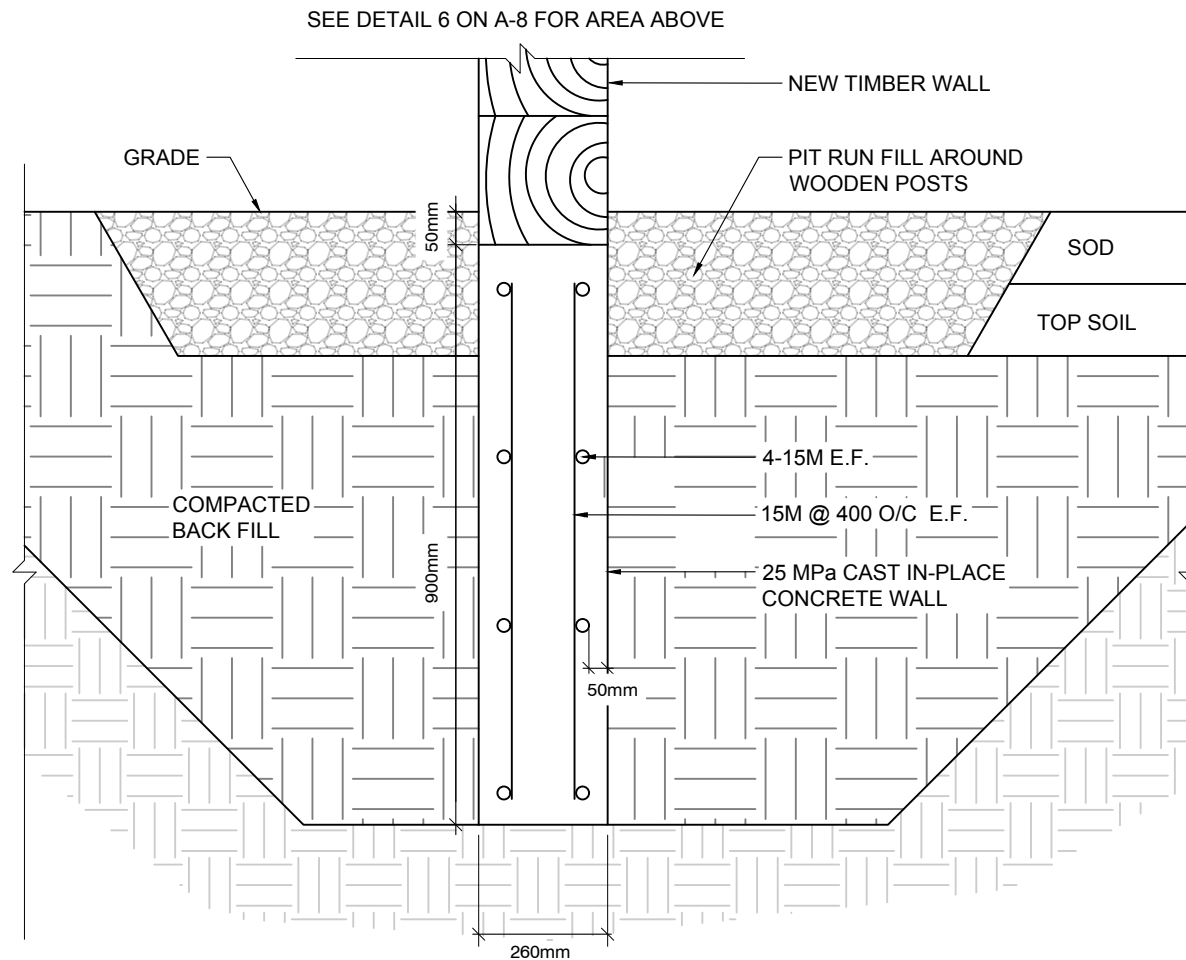 SEE DETAIL 6 ON A-8 FOR AREA ABOVE
NEW TIMBER WALL
GRADE
PIT RUN FILL AROUND
WOODEN POSTS
50mm
SOD
TOP SOIL
4-15M E.F.
COMPACTED
BACK FILL
15M @ 400 O/C E.F.
900mm
25 MPa CAST IN-PLACE
CONCRETE WALL
50mm
260mm